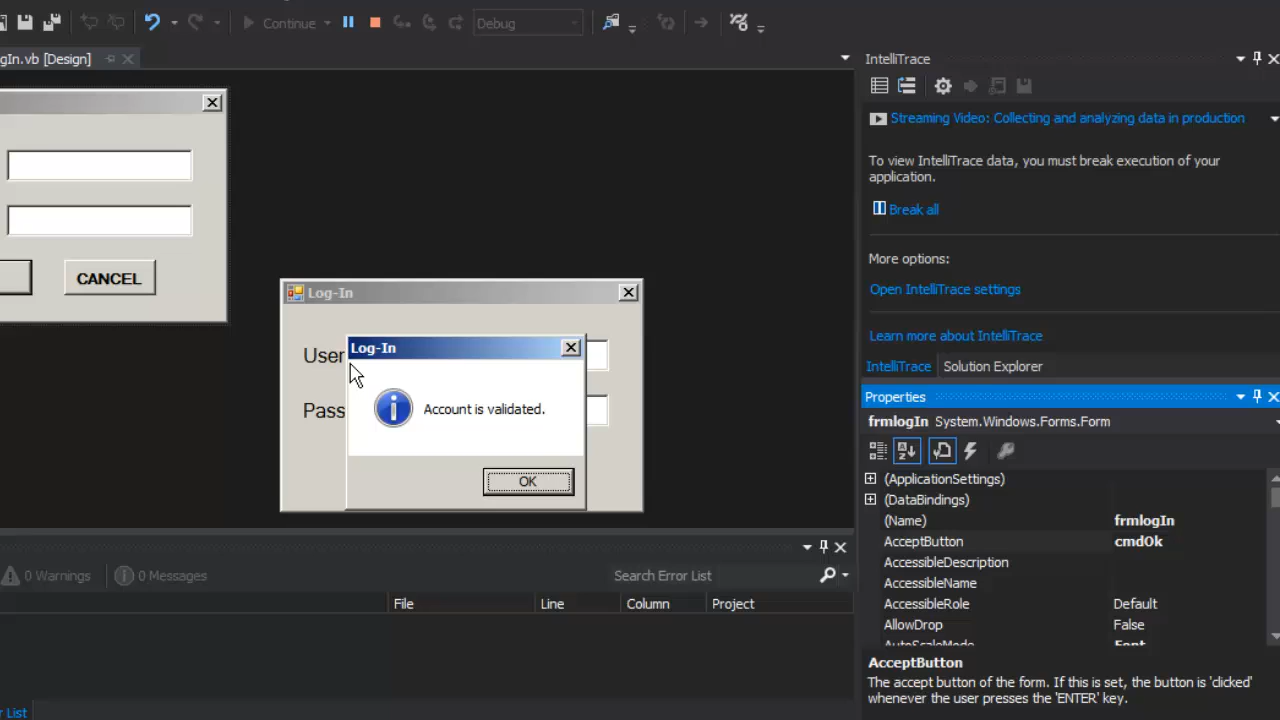 Continue
Debug
gIn.vb [Design]
CANCEL
Log-In
User
Pass
Log-In
Account is validated.
OK
IntelliTrace
Streaming Video: Collecting and analyzing data in production
To view IntelliTrace data, you must break execution of your
application.
Break all
More options:
Open IntelliTrace settings
Learn more about IntelliTrace
IntelliTrace Solution Explorer
Properties
frmlogIn System.Windows.Forms.Form
(ApplicationSettings)
(DataBindings)
(Name) frmlogIn
AcceptButton cmdOk
AccessibleDescription
AccessibleName
AccessibleRole Default
AllowDrop False
AutoScaleMode Font
AcceptButton
The accept button of the form. If this is set, the button is 'clicked'
whenever the user presses the 'ENTER' key.
0 Warnings 0 Messages Search Error List
File Line Column Project
r List